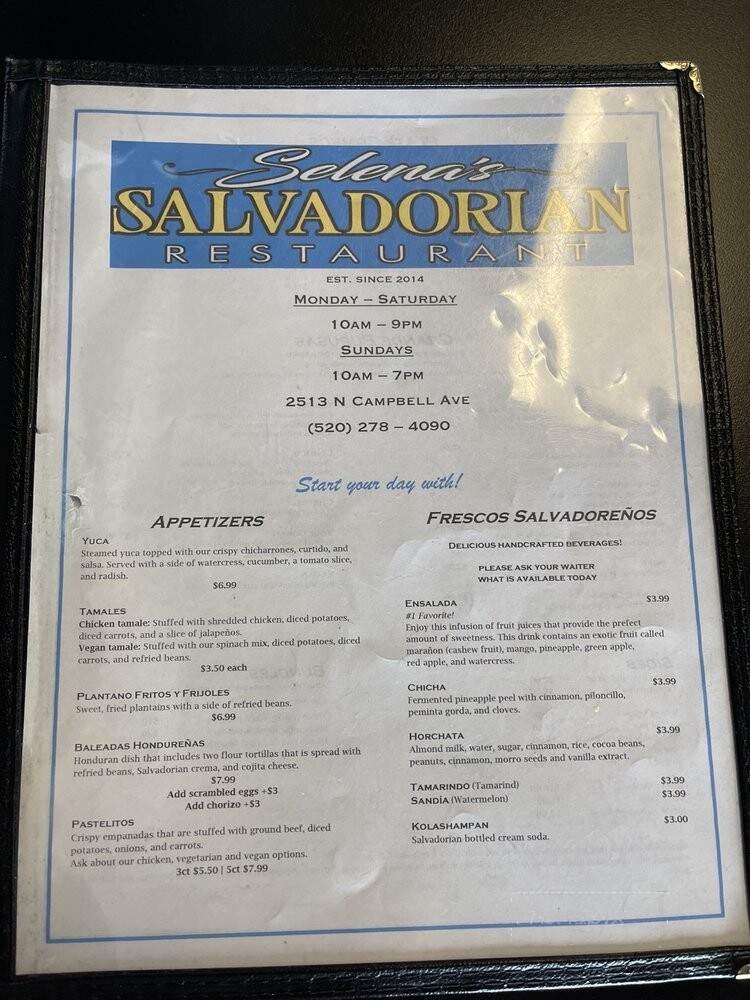 Selena's
SALVADORIAN
RESTAURANT
EST. SINCE 2014
MONDAY – SATURDAY
10AM – 9PM
SUNDAYS
10AM – 7PM
2513 N CAMPBELL AVE
(520) 278 – 4090
Start your day with!
APPETIZERS
YUCA
Steamed yuca topped with our crispy chicharrones, curtido, and
salsa. Served with a side of watercress, cucumber, a tomato slice,
and radish.
$6.99
TAMALES
Chicken tamale: Stuffed with shredded chicken, diced potatoes,
diced carrots, and a slice of jalapeños.
Vegan tamale: Stuffed with our spinach mix, diced potatoes, diced
carrots, and refried beans.
$3.50 each
PLANTANO FRITOS Y FRIJOLES
Sweet, fried plantains with a side of refried beans.
$6.99
BALEADAS HONDUREÑAS
Honduran dish that includes two flour tortillas that is spread with
refried beans, Salvadorian crema, and cojita cheese.
$7.99
Add scrambled eggs +$3
Add chorizo +$3
PASTELITOS
Crispy empanadas that are stuffed with ground beef, diced
potatoes, onions, and carrots.
Ask about our chicken, vegetarian and vegan options.
3ct $5.50 | 5ct $7.99
FRESCOS SALVADOREÑOS
DELICIOUS HANDCRAFTED BEVERAGES!
PLEASE ASK YOUR WAITER
WHAT IS AVAILABLE TODAY
ENSALADA $3.99
#1 Favorite!
Enjoy this infusion of fruit juices that provide the prefect
amount of sweetness. This drink contains an exotic fruit called
marañon (cashew fruit), mango, pineapple, green apple,
red apple, and watercress.
CHICHA $3.99
Fermented pineapple peel with cinnamon, piloncillo,
peminta gorda, and cloves.
HORCHATA $3.99
Almond milk, water, sugar, cinnamon, rice, cocoa beans,
peanuts, cinnamon, morro seeds and vanilla extract.
TAMARINDO (Tamarind) $3.99
SANDÍA (Watermelon) $3.99
KOLASHAMPAN $3.00
Salvadorian bottled cream soda.